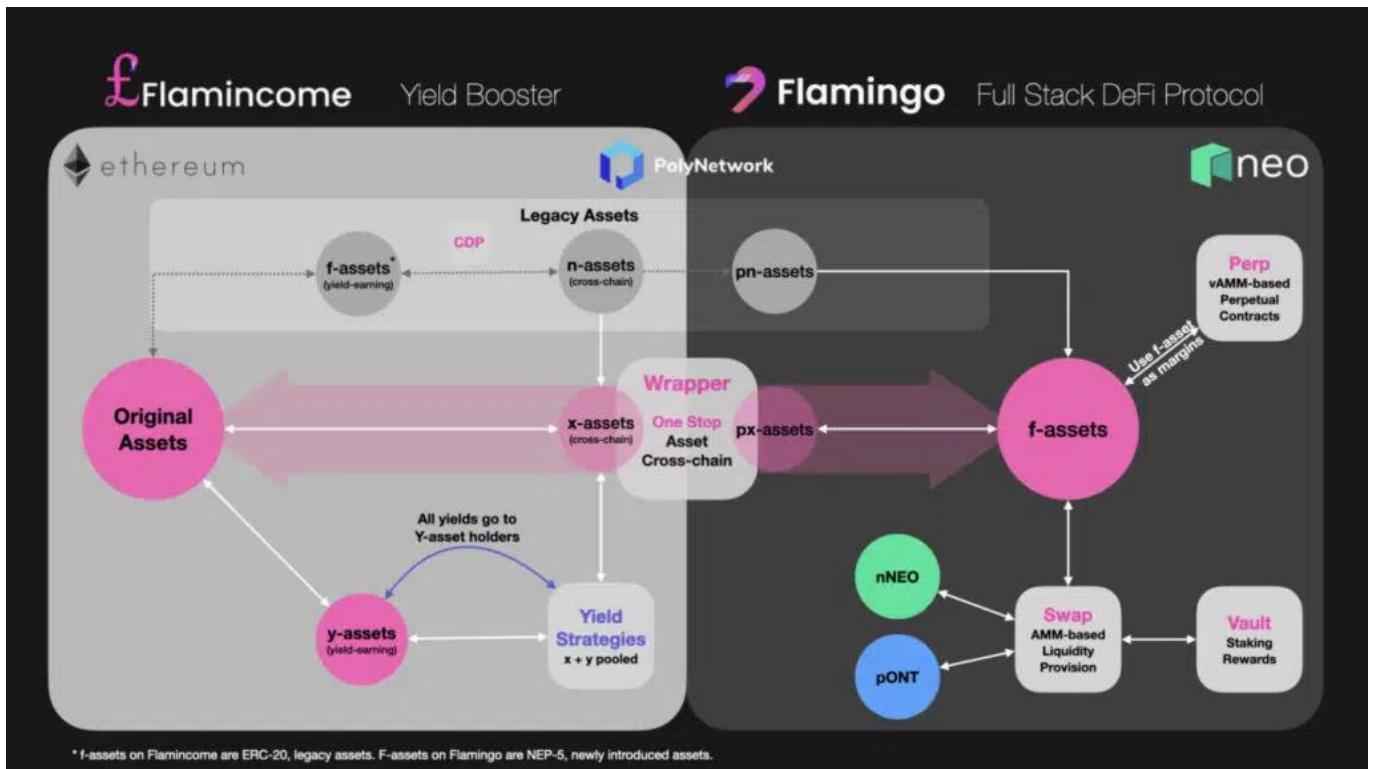 £Flamincome Yield Booster
Flamingo Full Stack DeFi Protocol
ethereum
PolyNetwork
neo
Legacy Assets
CDP
f-assets*
(yield-earning)
n-assets
(cross-chain)
pn-assets
Perp
vAMM-based
Perpetual
Contracts
Use f-asset
as margins
Original
Assets
x-assets
(cross-chain)
Wrapper
One Stop
Asset
Cross-chain
px-assets
f-assets
All yields go to
Y-asset holders
y-assets
(yield-earning)
Yield
Strategies
x + y pooled
nNEO
pONT
Swap
AMM-based
Liquidity
Provision
Vault
Staking
Rewards
* f-assets on Flamincome are ERC-20, legacy assets. F-assets on Flamingo are NEP-5, newly introduced assets.